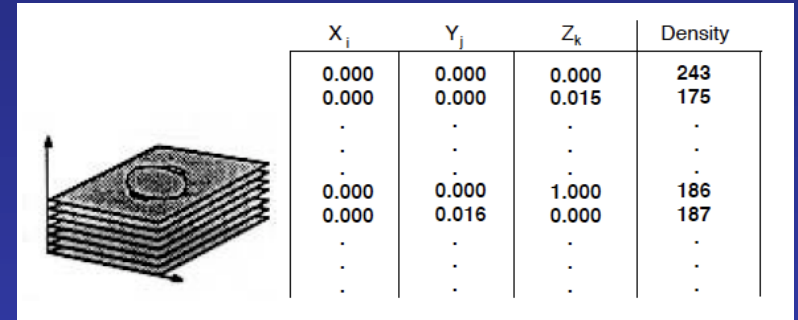 X i Y j Z k Density
0.000 0.000 0.000 243
0.000 0.000 0.015 175
. . . .
. . . .
. . . .
0.000 0.000 1.000 186
0.000 0.016 0.000 187
. . . .
. . . .
. . . .